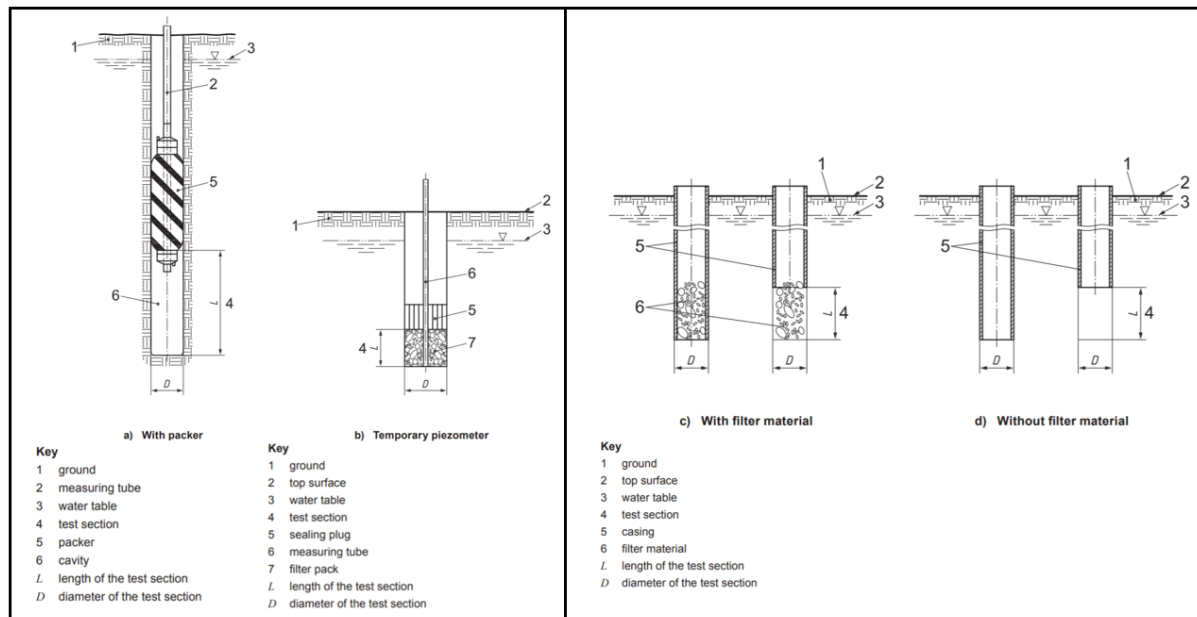 1
3
2
5
6
L
4
D
a) With packer
Key
1 ground
2 measuring tube
3 water table
4 test section
5 packer
6 cavity
L length of the test section
D diameter of the test section
1
2
3
6
5
4
L
7
D
b) Temporary piezometer
Key
1 ground
2 top surface
3 water table
4 test section
5 sealing plug
6 measuring tube
7 filter pack
L length of the test section
D diameter of the test section
1
2
3
5
6
L
4
D
D
c) With filter material
Key
1 ground
2 top surface
3 water table
4 test section
5 casing
6 filter material
L length of the test section
D diameter of the test section
1
2
3
5
L
4
D
D
d) Without filter material